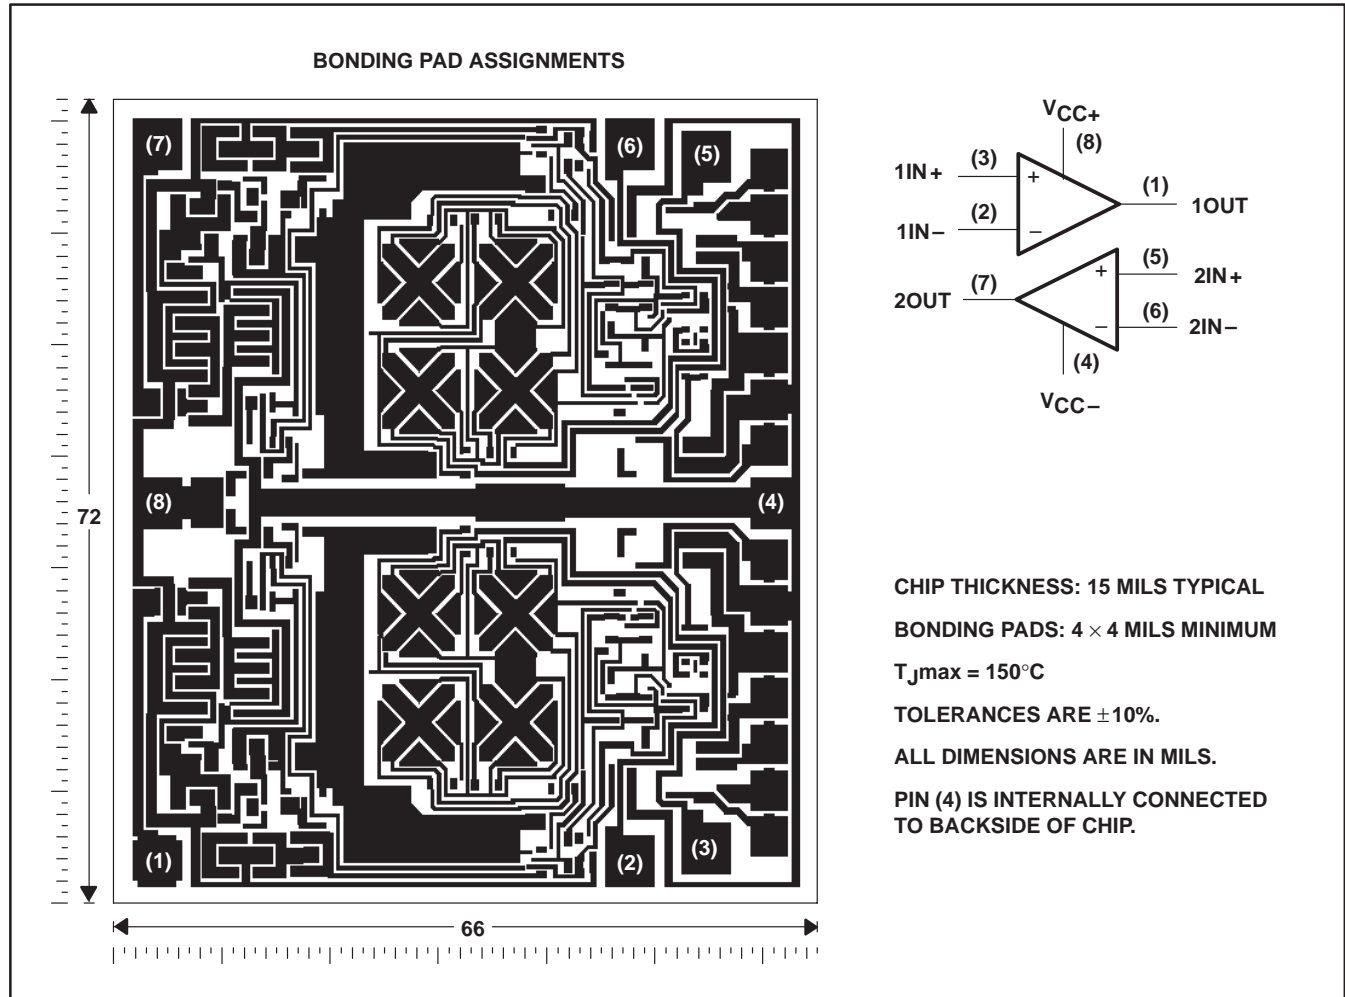 BONDING PAD ASSIGNMENTS
(7)
(6)
(5)
(8)
(4)
(1)
(2)
(3)
72
66
VCC+
(8)
1IN+
(3)
+
(1)
1OUT
1IN−
(2)
−
(5)
+
2IN+
2OUT
(7)
(6)
−
2IN−
(4)
VCC−
CHIP THICKNESS: 15 MILS TYPICAL
BONDING PADS: 4 × 4 MILS MINIMUM
TJmax = 150°C
TOLERANCES ARE ±10%.
ALL DIMENSIONS ARE IN MILS.
PIN (4) IS INTERNALLY CONNECTED
TO BACKSIDE OF CHIP.